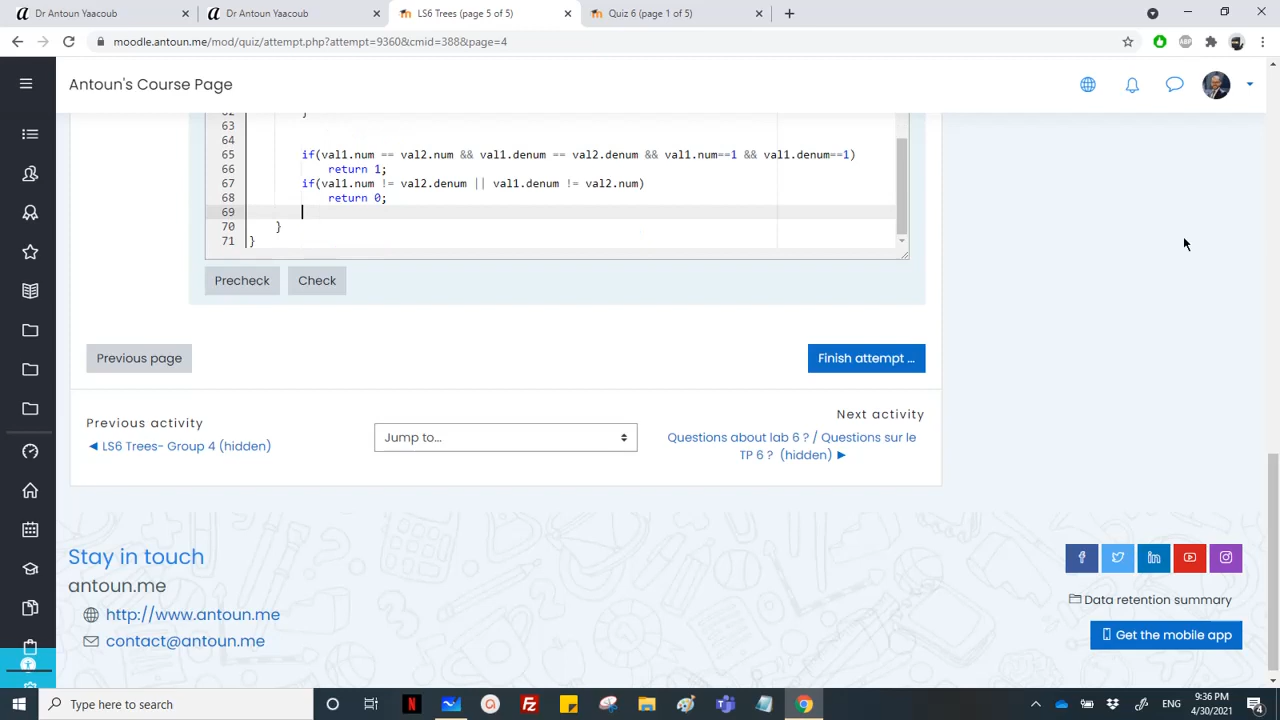 Dr Antoun Yaacoub
Dr Antoun Yaacoub
LS6 Trees (page 5 of 5)
Quiz 6 (page 1 of 5)
moodle.antoun.me/mod/quiz/attempt.php?attempt=9360&cmid=388&page=4
ABP
Antoun's Course Page
62 }
63
64
65 if(val1.num == val2.num && val1.denum == val2.denum && val1.num==1 && val1.denum==1)
66 return 1;
67 if(val1.num != val2.denum || val1.denum != val2.num)
68 return 0;
69
70 }
71 }
Precheck
Check
Previous page
Finish attempt ...
Previous activity
◀ LS6 Trees- Group 4 (hidden)
Jump to...
Next activity
Questions about lab 6 ? / Questions sur le
TP 6 ? (hidden) ▶
Stay in touch
antoun.me
http://www.antoun.me
contact@antoun.me
Data retention summary
Get the mobile app
Type here to search
ENG
9:36 PM
4/30/2021
4